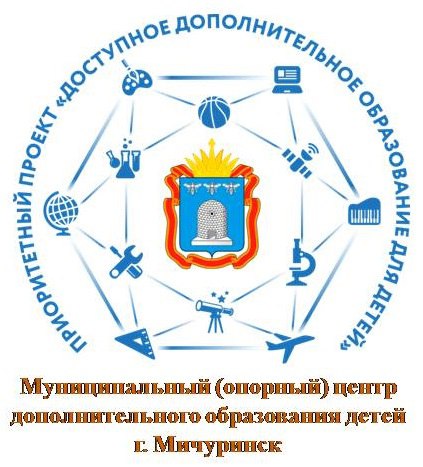 ПРИОРИТЕТНЫЙ ПРОЕКТ «ДОСТУПНОЕ ДОПОЛНИТЕЛЬНОЕ ОБРАЗОВАНИЕ ДЛЯ ДЕТЕЙ»
Муниципальный (опорный) центр
дополнительного образования детей
г. Мичуринск